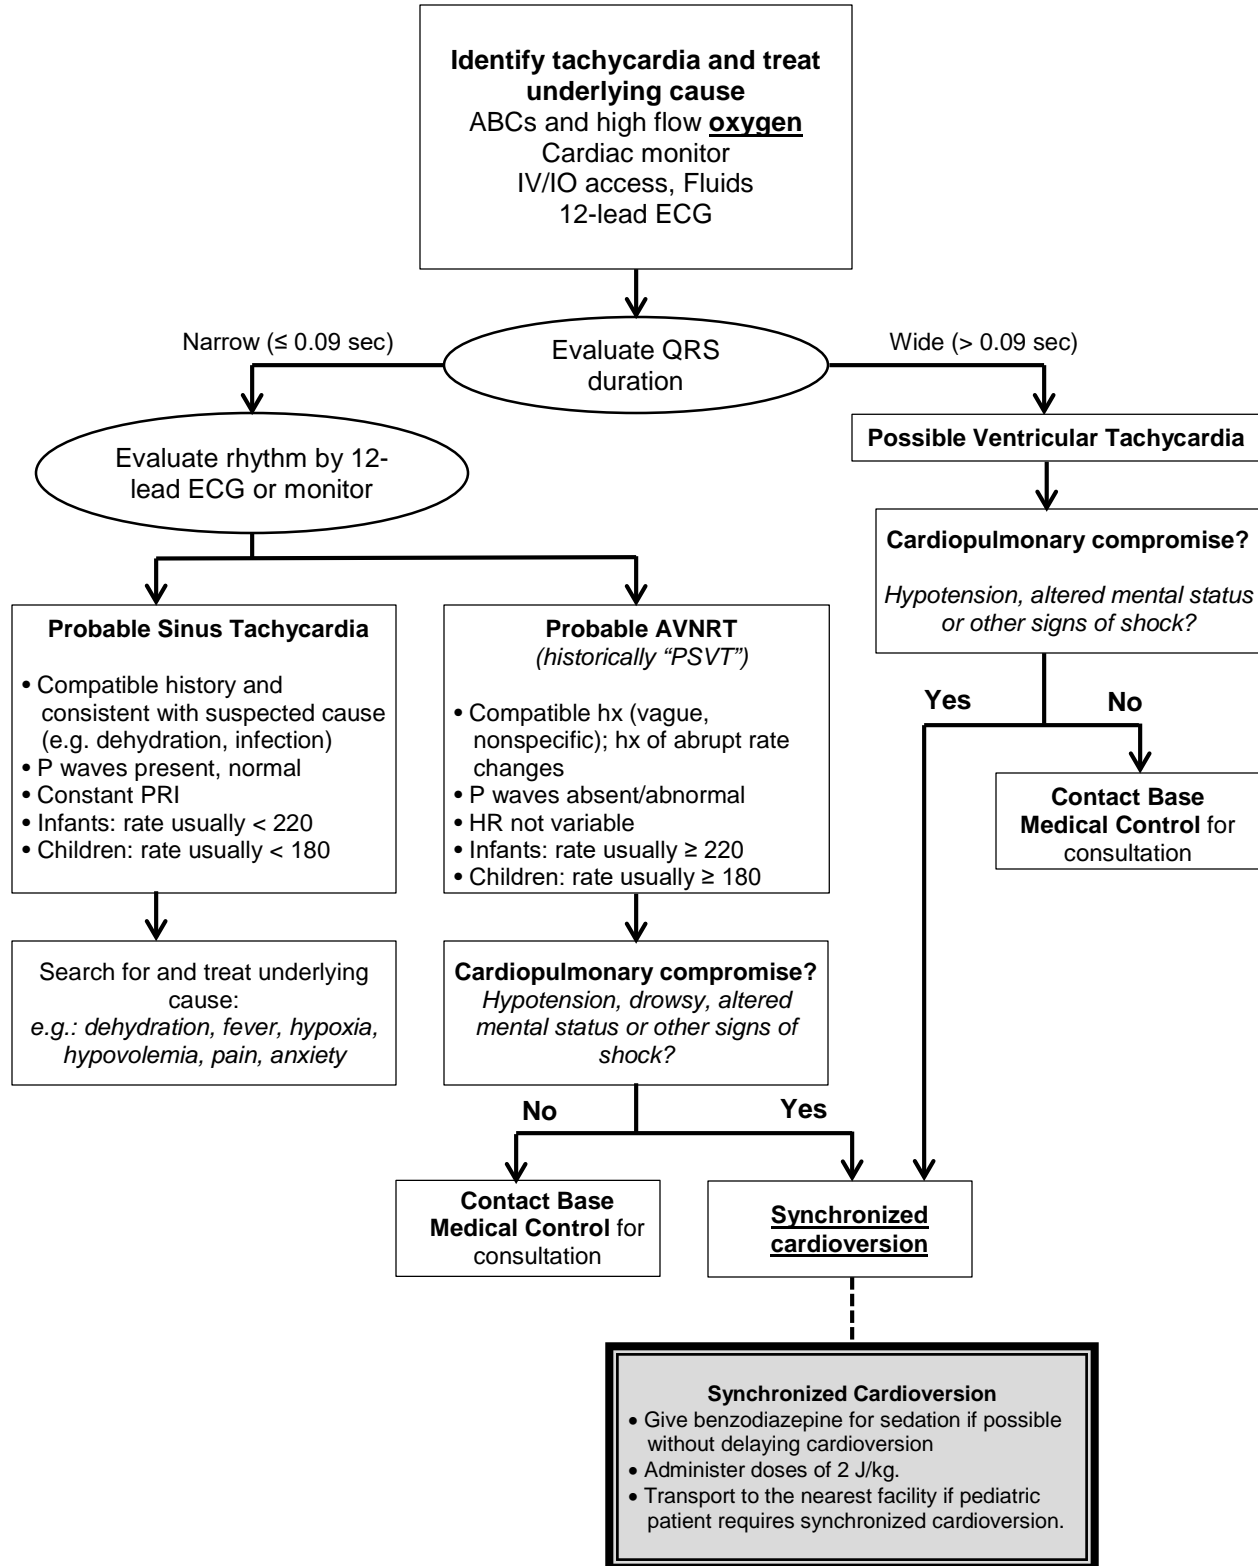 Identify tachycardia and treat
underlying cause
ABCs and high flow oxygen
Cardiac monitor
IV/IO access, Fluids
12-lead ECG
Narrow (≤ 0.09 sec)
Evaluate QRS
duration
Wide (> 0.09 sec)
Evaluate rhythm by 12-
lead ECG or monitor
Possible Ventricular Tachycardia
Cardiopulmonary compromise?
Hypotension, altered mental status
or other signs of shock?
Yes
No
Contact Base
Medical Control for
consultation
Probable Sinus Tachycardia
• Compatible history and
consistent with suspected cause
(e.g. dehydration, infection)
• P waves present, normal
• Constant PRI
• Infants: rate usually < 220
• Children: rate usually < 180
Probable AVNRT
(historically “PSVT”)
• Compatible hx (vague,
nonspecific); hx of abrupt rate
changes
• P waves absent/abnormal
• HR not variable
• Infants: rate usually ≥ 220
• Children: rate usually ≥ 180
Search for and treat underlying
cause:
e.g.: dehydration, fever, hypoxia,
hypovolemia, pain, anxiety
Cardiopulmonary compromise?
Hypotension, drowsy, altered
mental status or other signs of
shock?
No
Yes
Contact Base
Medical Control for
consultation
Synchronized
cardioversion
Synchronized Cardioversion
• Give benzodiazepine for sedation if possible
without delaying cardioversion
• Administer doses of 2 J/kg.
• Transport to the nearest facility if pediatric
patient requires synchronized cardioversion.